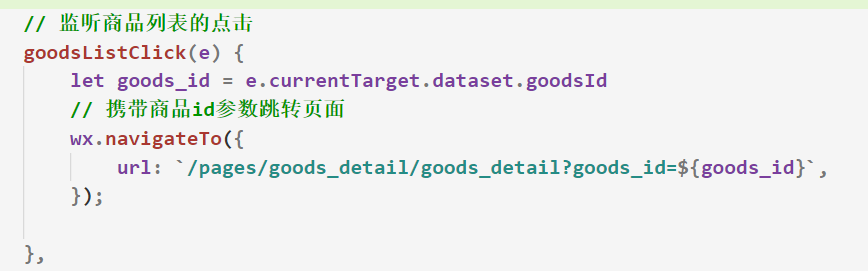 // 监听商品列表的点击
goodsListClick(e) {
let goods_id = e.currentTarget.dataset.goodsId
// 携带商品id参数跳转页面
wx.navigateTo({
url: `/pages/goods_detail/goods_detail?goods_id=${goods_id}`,
});
},